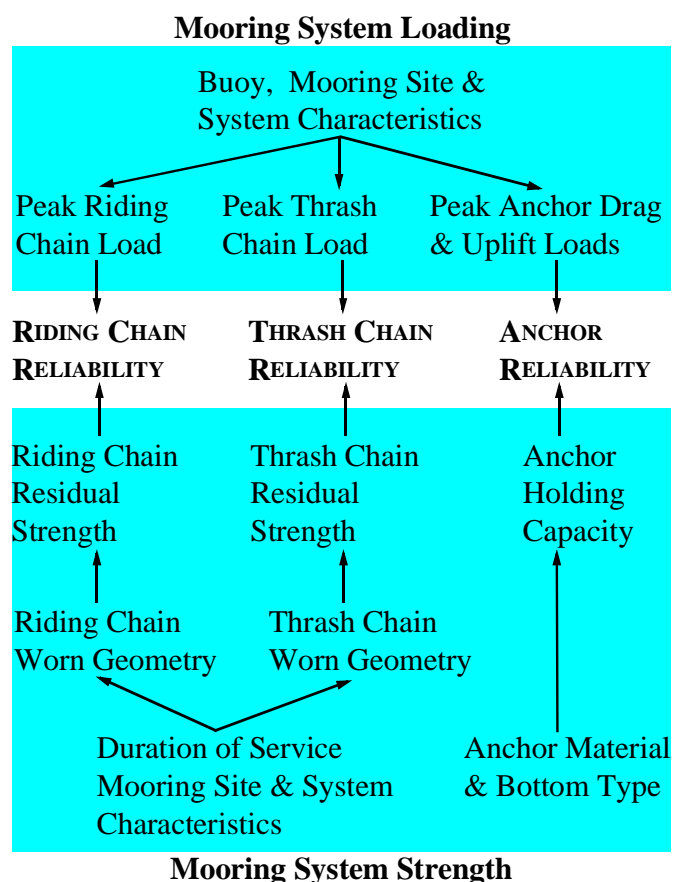 Mooring System Loading
Buoy, Mooring Site &
System Characteristics
Peak Riding
Chain Load
Peak Thrash
Chain Load
Peak Anchor Drag
& Uplift Loads
RIDING CHAIN
RELIABILITY
THRASH CHAIN
RELIABILITY
ANCHOR
RELIABILITY
Riding Chain
Residual
Strength
Thrash Chain
Residual
Strength
Anchor
Holding
Capacity
Riding Chain
Worn Geometry
Thrash Chain
Worn Geometry
Duration of Service
Mooring Site & System
Characteristics
Anchor Material
& Bottom Type
Mooring System Strength